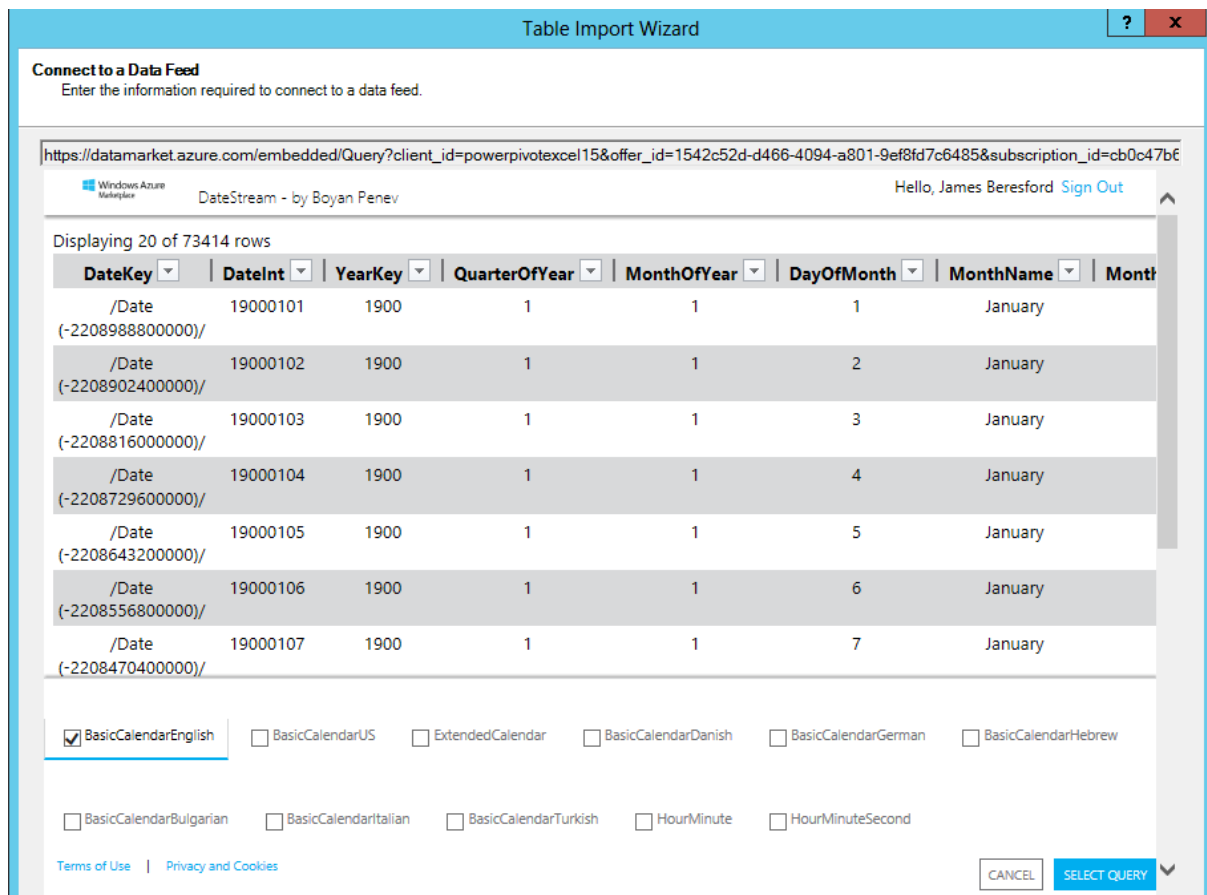 Table Import Wizard
? x
Connect to a Data Feed
Enter the information required to connect to a data feed.
https://datamarket.azure.com/embedded/Query?client_id=powerpivotexcel15&offer_id=1542c52d-d466-4094-a801-9ef8fd7c6485&subscription_id=cb0c47b6
Windows Azure
Marketplace
DateStream - by Boyan Penev
Hello, James Beresford Sign Out
Displaying 20 of 73414 rows
DateKey DateInt YearKey QuarterOfYear MonthOfYear DayOfMonth MonthName Month
/Date
(-2208988800000)/ 19000101 1900 1 1 1 January
/Date
(-2208902400000)/ 19000102 1900 1 1 2 January
/Date
(-2208816000000)/ 19000103 1900 1 1 3 January
/Date
(-2208729600000)/ 19000104 1900 1 1 4 January
/Date
(-2208643200000)/ 19000105 1900 1 1 5 January
/Date
(-2208556800000)/ 19000106 1900 1 1 6 January
/Date
(-2208470400000)/ 19000107 1900 1 1 7 January
BasicCalendarEnglish BasicCalendarUS ExtendedCalendar BasicCalendarDanish BasicCalendarGerman BasicCalendarHebrew
BasicCalendarBulgarian BasicCalendarItalian BasicCalendarTurkish HourMinute HourMinuteSecond
Terms of Use | Privacy and Cookies
CANCEL SELECT QUERY